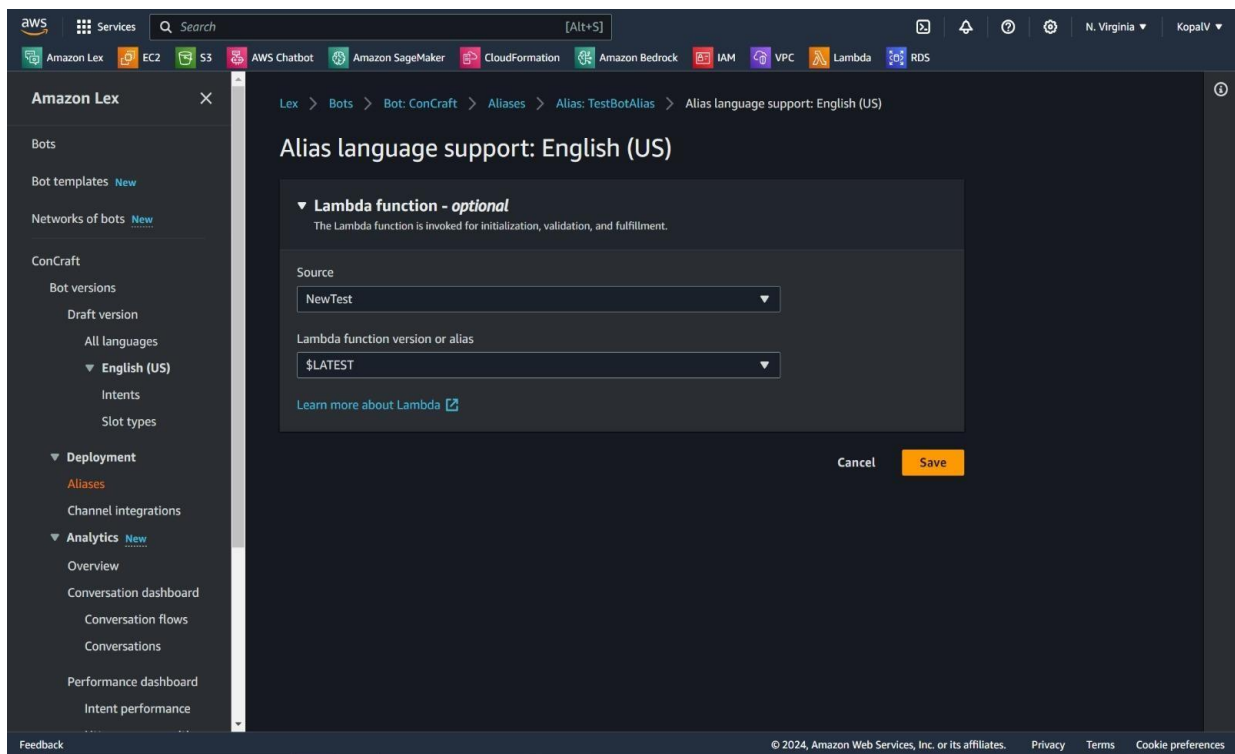 aws Services Search [Alt+S] N. Virginia KopalV
Amazon Lex EC2 S3 AWS Chatbot Amazon SageMaker CloudFormation Amazon Bedrock IAM VPC Lambda RDS
Amazon Lex
Bots
Bot templates New
Networks of bots New
ConCraft
Bot versions
Draft version
All languages
English (US)
Intents
Slot types
Deployment
Aliases
Channel integrations
Analytics New
Overview
Conversation dashboard
Conversation flows
Conversations
Performance dashboard
Intent performance
Lex > Bots > Bot: ConCraft > Aliases > Alias: TestBotAlias > Alias language support: English (US)
Alias language support: English (US)
Lambda function - optional
The Lambda function is invoked for initialization, validation, and fulfillment.
Source
NewTest
Lambda function version or alias
$LATEST
Learn more about Lambda
Cancel Save
Feedback © 2024, Amazon Web Services, Inc. or its affiliates. Privacy Terms Cookie preferences